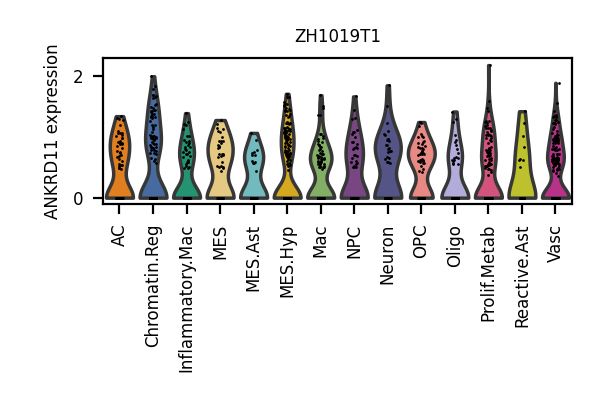 ZH1019T1
ANKRD11 expression
2
0
AC
Chromatin.Reg
Inflammatory.Mac
MES
MES.Ast
MES.Hyp
Mac
NPC
Neuron
OPC
Oligo
Prolif.Metab
Reactive.Ast
Vasc